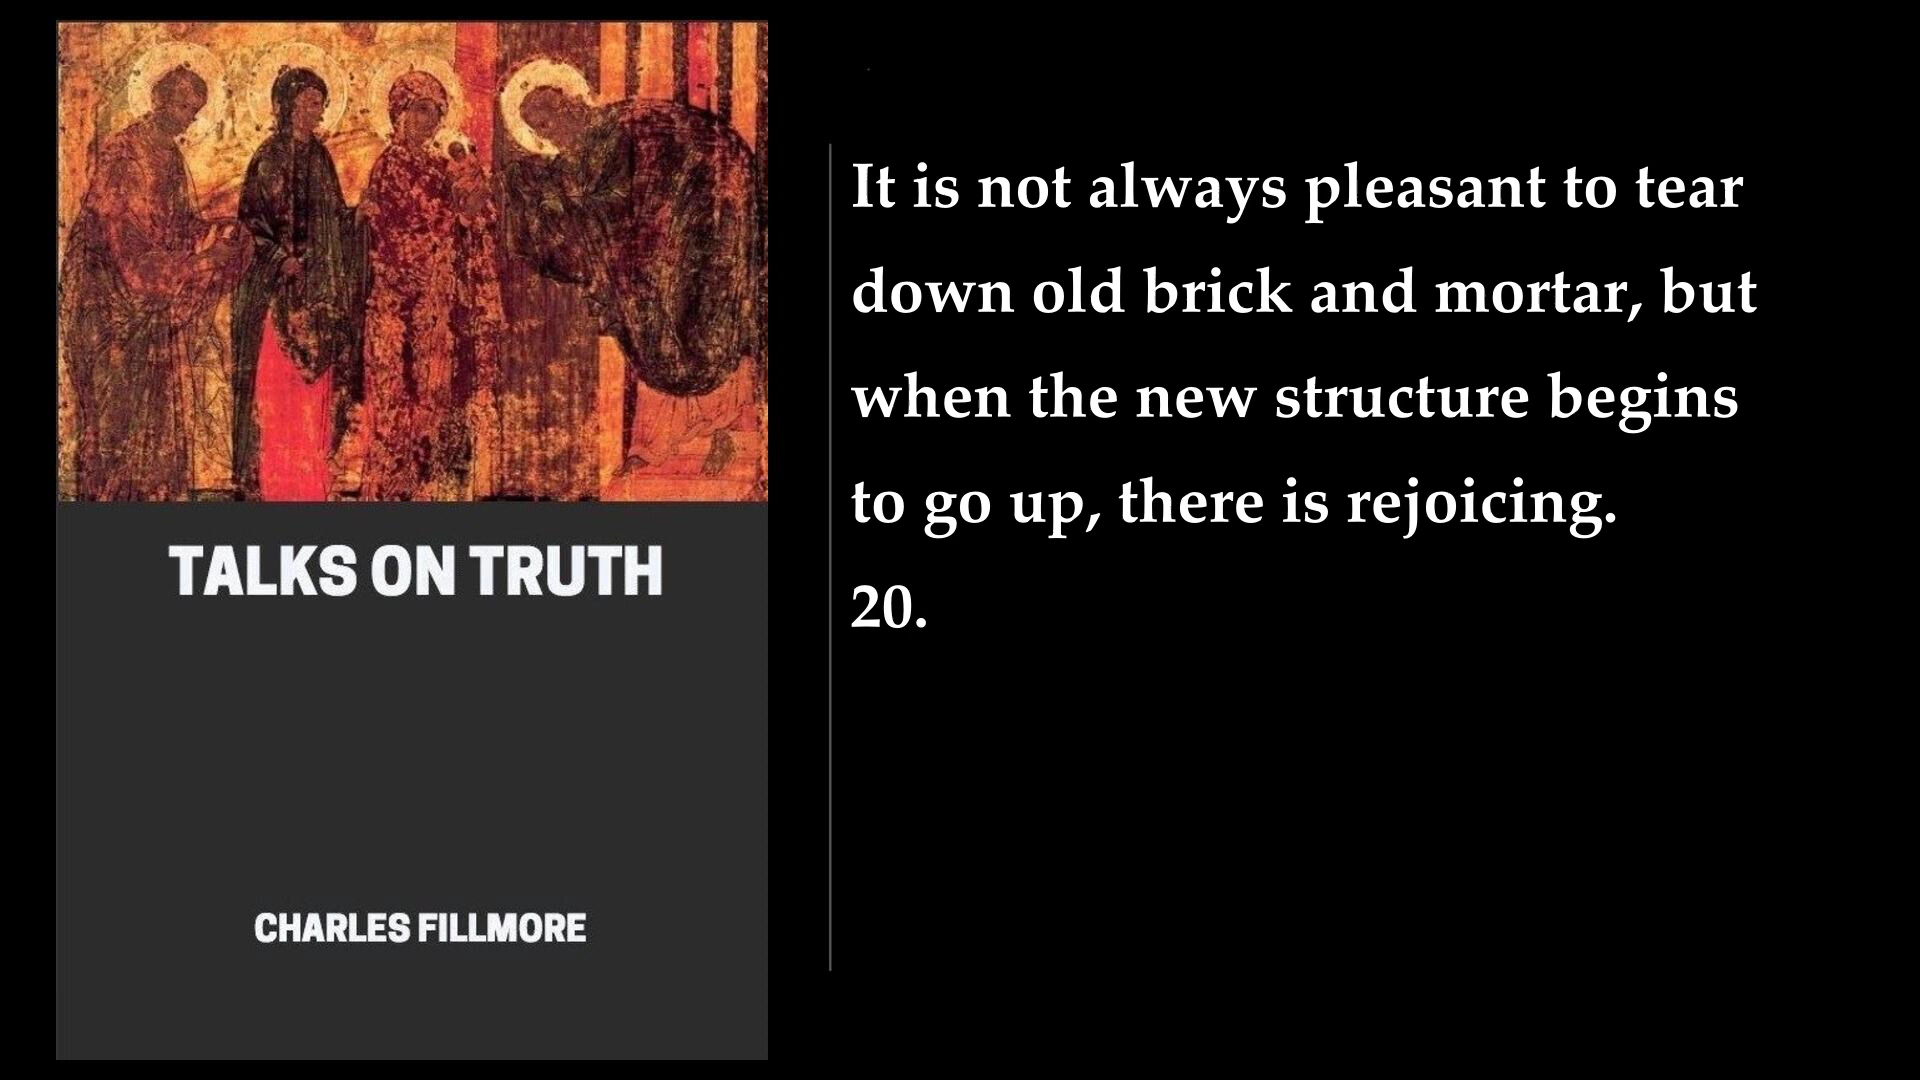 TALKS ON TRUTH
CHARLES FILLMORE
It is not always pleasant to tear
down old brick and mortar, but
when the new structure begins
to go up, there is rejoicing.
20.